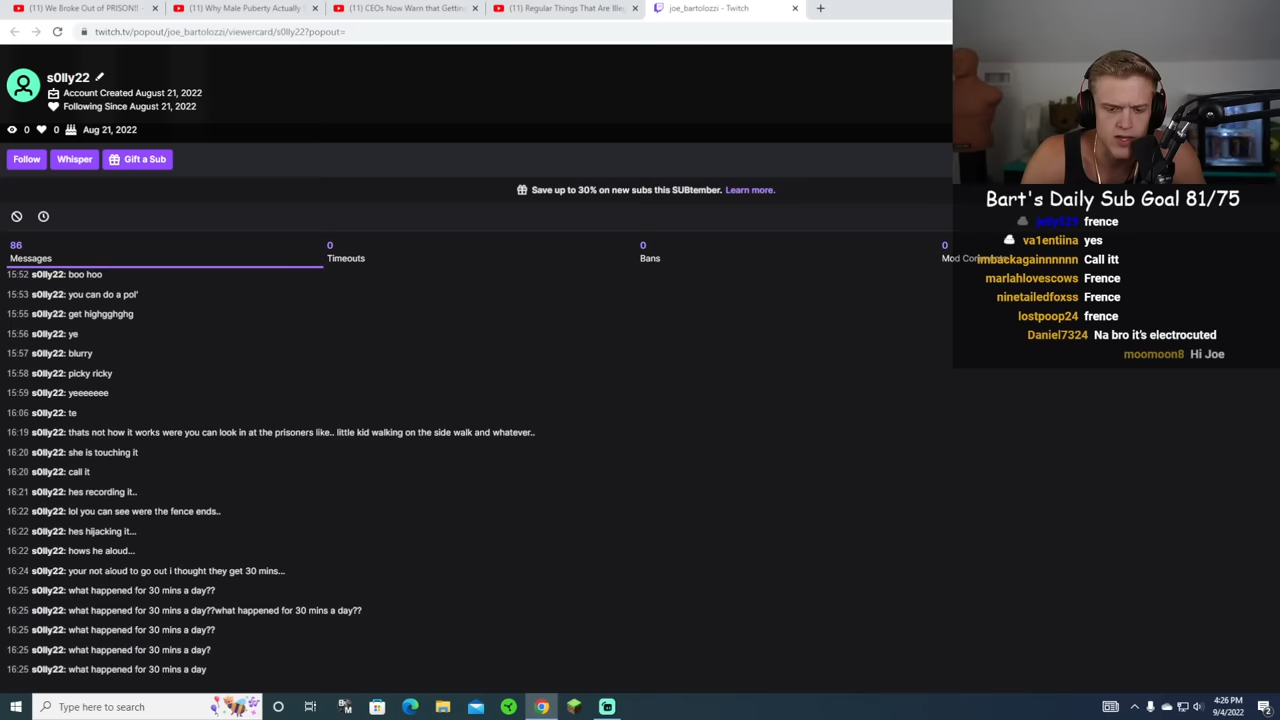 (11) We Broke Out of PRISON!! -
(11) Why Male Puberty Actually
(11) CEOs Now Warn that Getting
(11) Regular Things That Are Ille
joe_bartolozzi - Twitch
twitch.tv/popout/joe_bartolozzi/viewercard/s0lly22?popout=
s0lly22
Account Created August 21, 2022
Following Since August 21, 2022
0 0 Aug 21, 2022
Follow Whisper Gift a Sub
Save up to 30% on new subs this SUBtember. Learn more.
86 0 0 0
Messages Timeouts Bans Mod
15:52 s0lly22: boo hoo
15:53 s0lly22: you can do a pol'
15:55 s0lly22: get highgghghg
15:56 s0lly22: ye
15:57 s0lly22: blurry
15:58 s0lly22: picky ricky
15:59 s0lly22: yeeeeeee
16:06 s0lly22: te
16:19 s0lly22: thats not how it works were you can look in at the prisoners like.. little kid walking on the side walk and whatever..
16:20 s0lly22: she is touching it
16:20 s0lly22: call it
16:21 s0lly22: hes recording it..
16:22 s0lly22: lol you can see were the fence ends..
16:22 s0lly22: hes hijacking it...
16:22 s0lly22: hows he aloud...
16:24 s0lly22: your not aloud to go out i thought they get 30 mins...
16:25 s0lly22: what happened for 30 mins a day??
16:25 s0lly22: what happened for 30 mins a day??what happened for 30 mins a day??
16:25 s0lly22: what happened for 30 mins a day??
16:25 s0lly22: what happened for 30 mins a day?
16:25 s0lly22: what happened for 30 mins a day
Bart's Daily Sub Goal 81/75
frence
va1entiina yes
imbackagainnnnnn Call itt
marlahlovescows Frence
ninetailedfoxss Frence
lostpoop24 frence
Daniel7324 Na bro it's electrocuted
moomoon8 Hi Joe
Type here to search
4:26 PM
9/4/2022